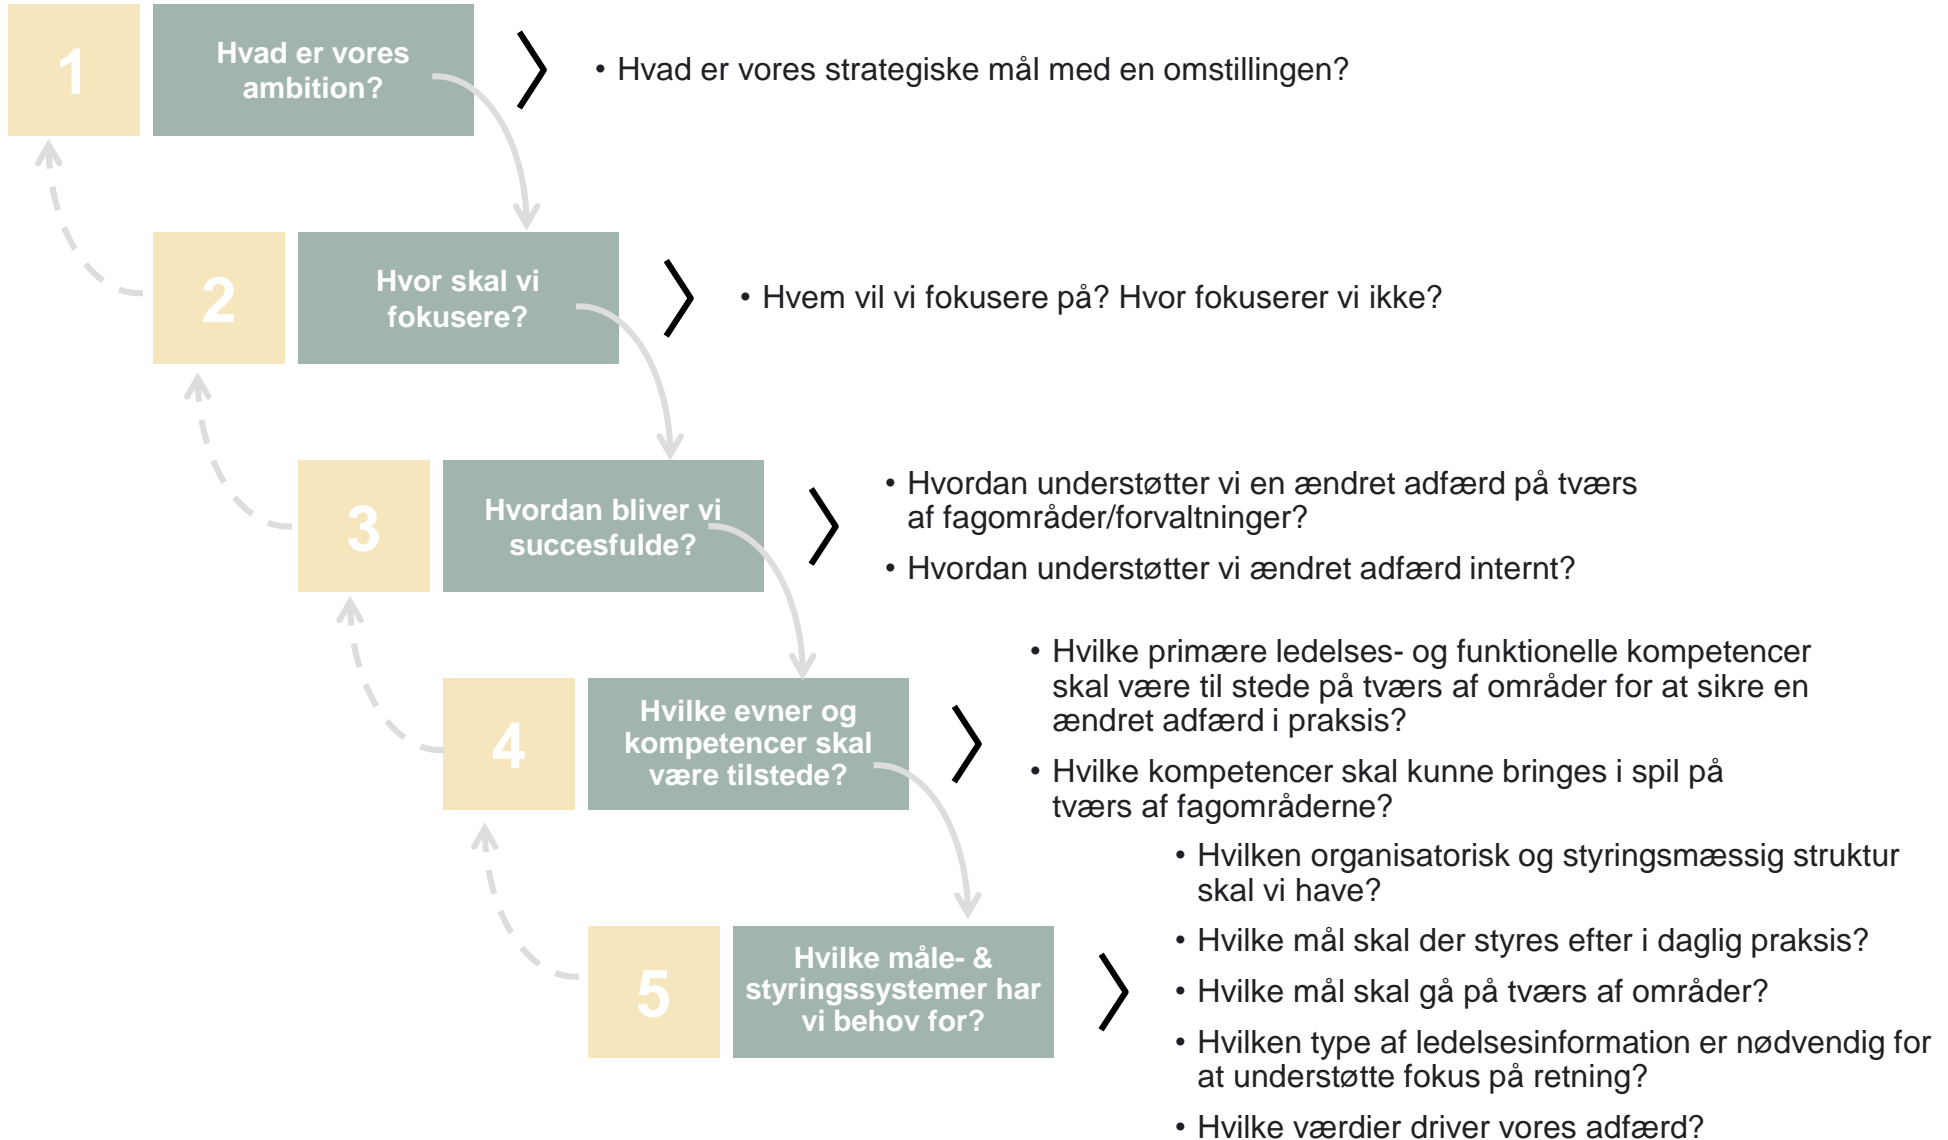 1
Hvad er vores
ambition?
• Hvad er vores strategiske mål med en omstillingen?
2
Hvor skal vi
fokusere?
• Hvem vil vi fokusere på? Hvor fokuserer vi ikke?
3
Hvordan bliver vi
succesfulde?
• Hvordan understøtter vi en ændret adfærd på tværs
af fagområder/forvaltninger?
• Hvordan understøtter vi ændret adfærd internt?
4
Hvilke evner og
kompetencer skal
være tilstede?
• Hvilke primære ledelses- og funktionelle kompetencer
skal være til stede på tværs af områder for at sikre en
ændret adfærd i praksis?
• Hvilke kompetencer skal kunne bringes i spil på
tværs af fagområderne?
5
Hvilke måle- &
styringssystemer har
vi behov for?
• Hvilken organisatorisk og styringsmæssig struktur
skal vi have?
• Hvilke mål skal der styres efter i daglig praksis?
• Hvilke mål skal gå på tværs af områder?
• Hvilken type af ledelsesinformation er nødvendig for
at understøtte fokus på retning?
• Hvilke værdier driver vores adfærd?